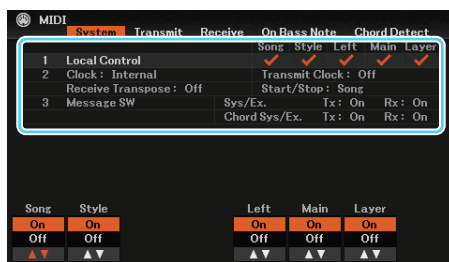 MIDI
System Transmit Receive On Bass Note Chord Detect
Song Style Left Main Layer
1 Local Control
2 Clock : Internal Transmit Clock : Off
Receive Transpose : Off Start/Stop : Song
3 Message SW Sys/Ex. Tx : On Rx : On
Chord Sys/Ex. Tx : On Rx : On
Song Style Left Main Layer
On On On On On
Off Off Off Off Off